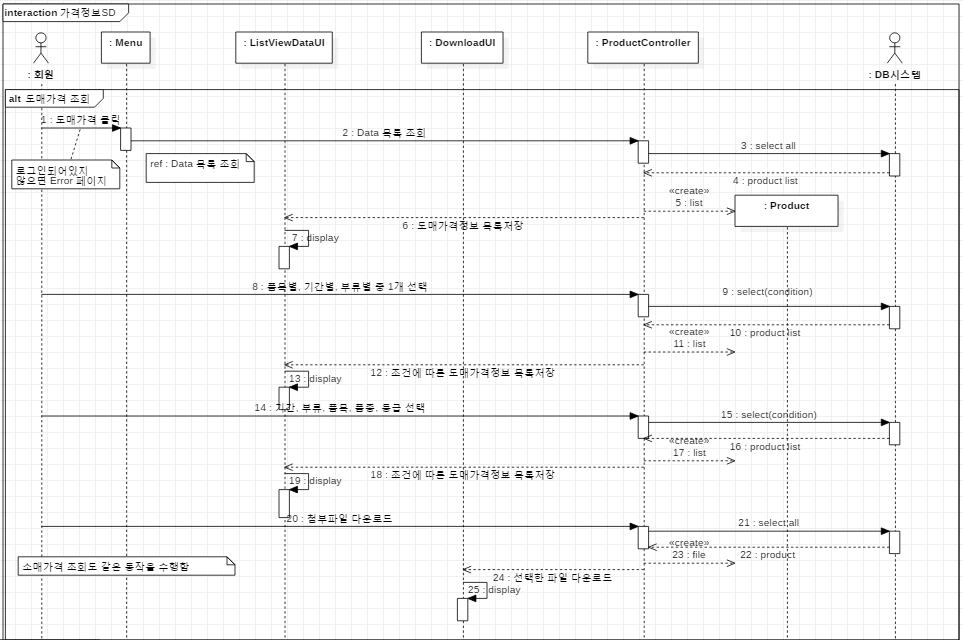 interaction 가격정보SD
: Menu
: ListViewDataUI
: DownloadUI
: ProductController
: 회원
: DB시스템
alt 도매가격 조회
1 : 도매가격 클릭
2 : Data 목록 조회
3 : select all
로그인되어있지
않으면 Error 페이지
ref : Data 목록 조회
4 : product list
«create»
5 : list
: Product
6 : 도매가격정보 목록저장
7 : display
8 : 품목별, 기간별, 부류별 중 1개 선택
9 : select(condition)
«create»
10 : product list
11 : list
12 : 조건에 따른 도매가격정보 목록저장
13 : display
14 : 기간, 부류, 품목, 품종, 등급 선택
15 : select(condition)
«create»
16 : product list
17 : list
18 : 조건에 따른 도매가격정보 목록저장
19 : display
20 : 첨부파일 다운로드
21 : select all
«create»
23 : file
22 : product
소매가격 조회도 같은 동작을 수행함
24 : 선택한 파일 다운로드
25 : display